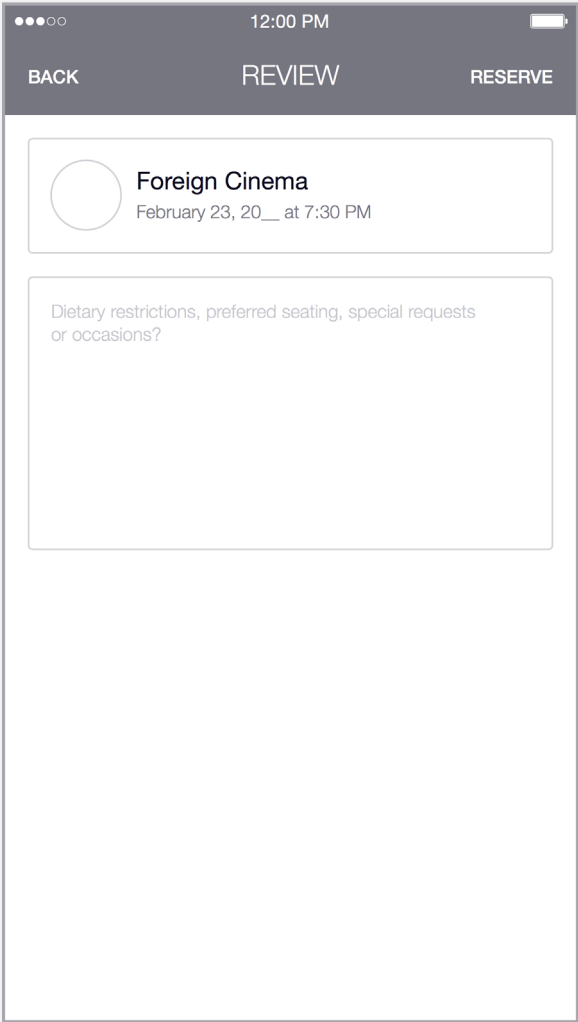 12:00 PM
BACK REVIEW RESERVE
Foreign Cinema
February 23, 20__ at 7:30 PM
Dietary restrictions, preferred seating, special requests
or occasions?